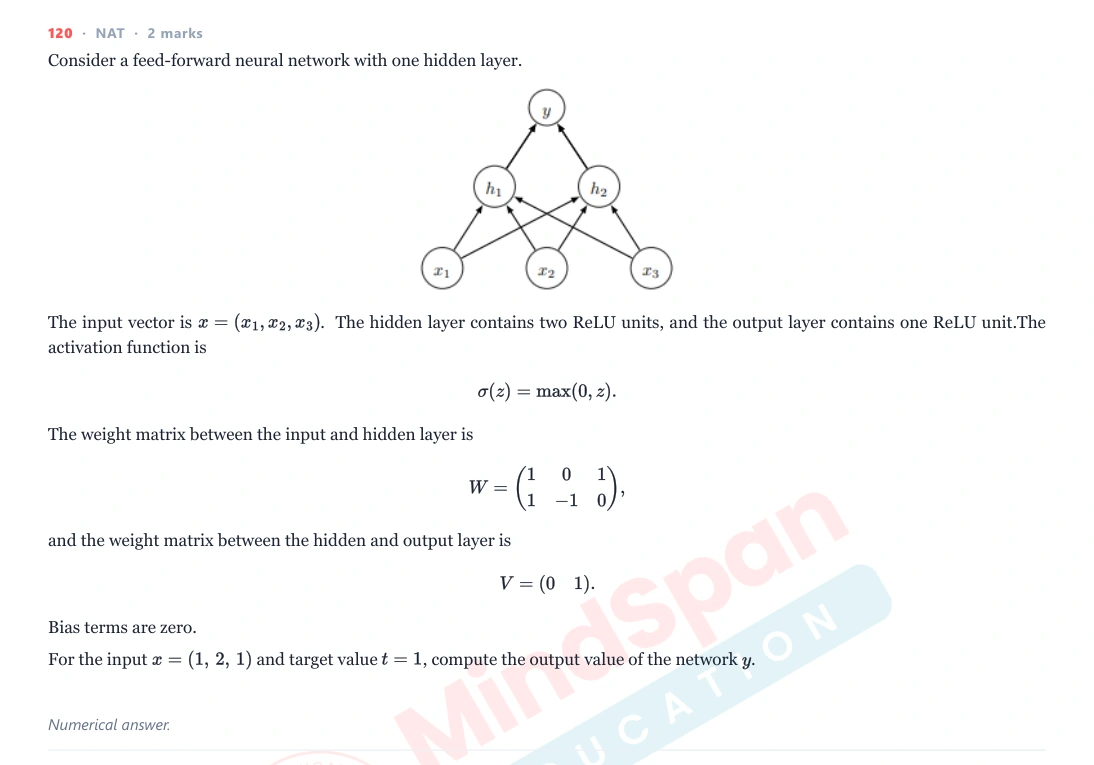 120 · NAT · 2 marks
Consider a feed-forward neural network with one hidden layer.
y
h₁ h₂
x₁ x₂ x₃
The input vector is x = (x₁, x₂, x₃). The hidden layer contains two ReLU units, and the output layer contains one ReLU unit.The
activation function is
σ(z) = max(0, z).
The weight matrix between the input and hidden layer is
W = (1 0 1
1 −1 0),
and the weight matrix between the hidden and output layer is
V = (0 1).
Bias terms are zero.
For the input x = (1, 2, 1) and target value t = 1, compute the output value of the network y.
Numerical answer.
Mindspan
UCATION